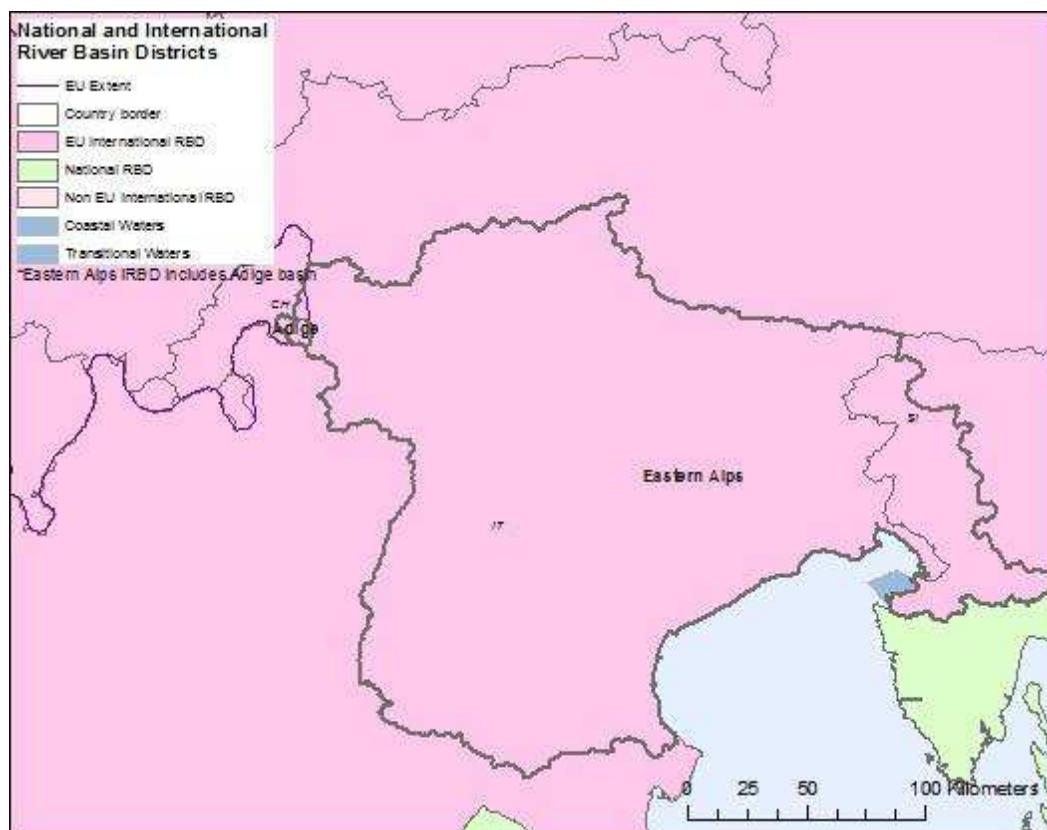 National and International
River Basin Districts
EU Extent
Country border
EU International RBD
National RBD
Non EU International RBD
Coastal Waters
Transitional Waters
*Eastern Alps IRBD includes Adige basin
CH
Adige
SI
Eastern Alps
IT
0 25 50 100 Kilometers